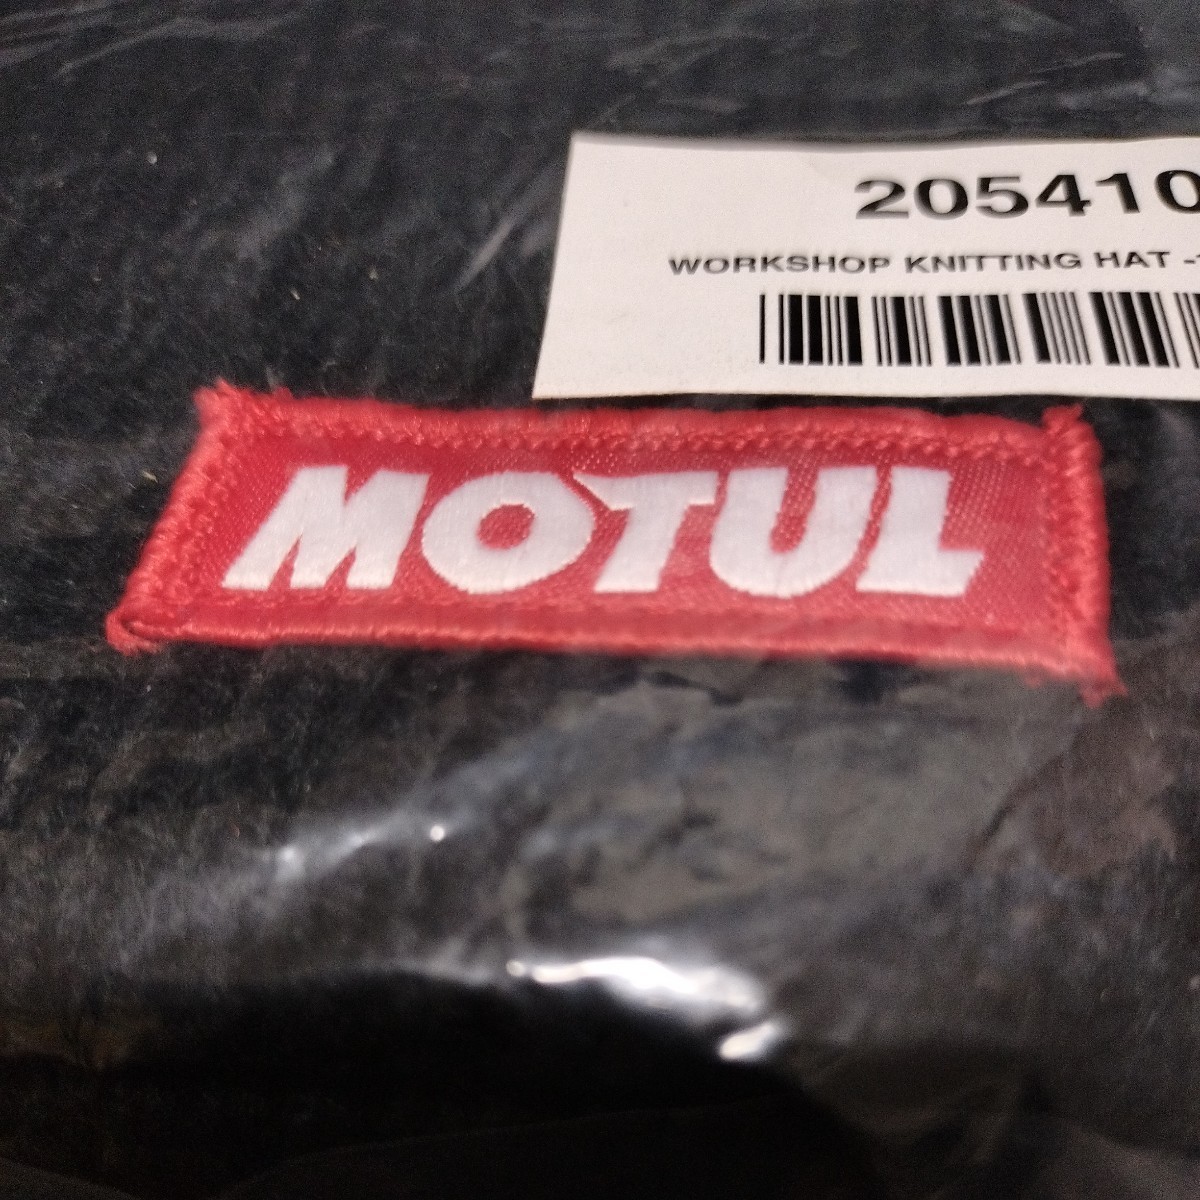 205410
WORKSHOP KNITTING HAT
MOTUL